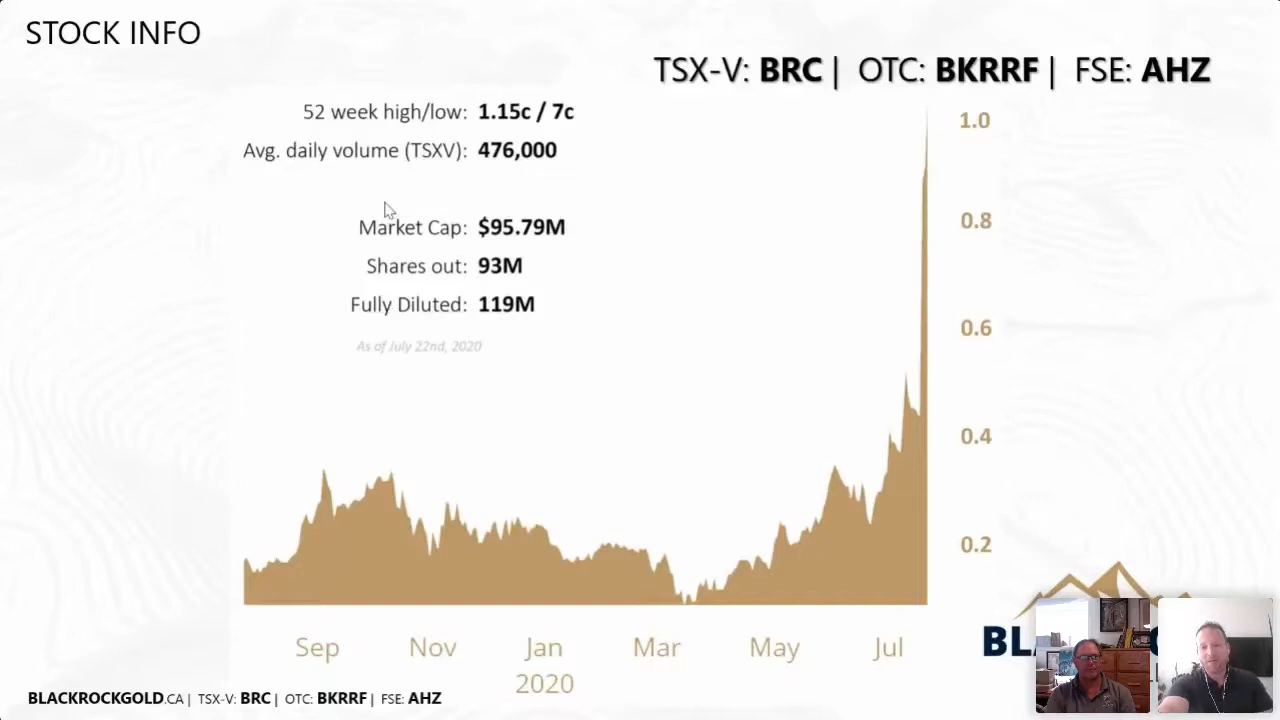 STOCK INFO
TSX-V: BRC | OTC: BKRRF | FSE: AHZ
52 week high/low: 1.15c / 7c
Avg. daily volume (TSXV): 476,000
Market Cap: $95.79M
Shares out: 93M
Fully Diluted: 119M
As of July 22nd, 2020
1.0
0.8
0.6
0.4
0.2
Sep Nov Jan Mar May Jul
2020
BLACKROCKGOLD.CA | TSX-V: BRC | OTC: BKRRF | FSE: AHZ